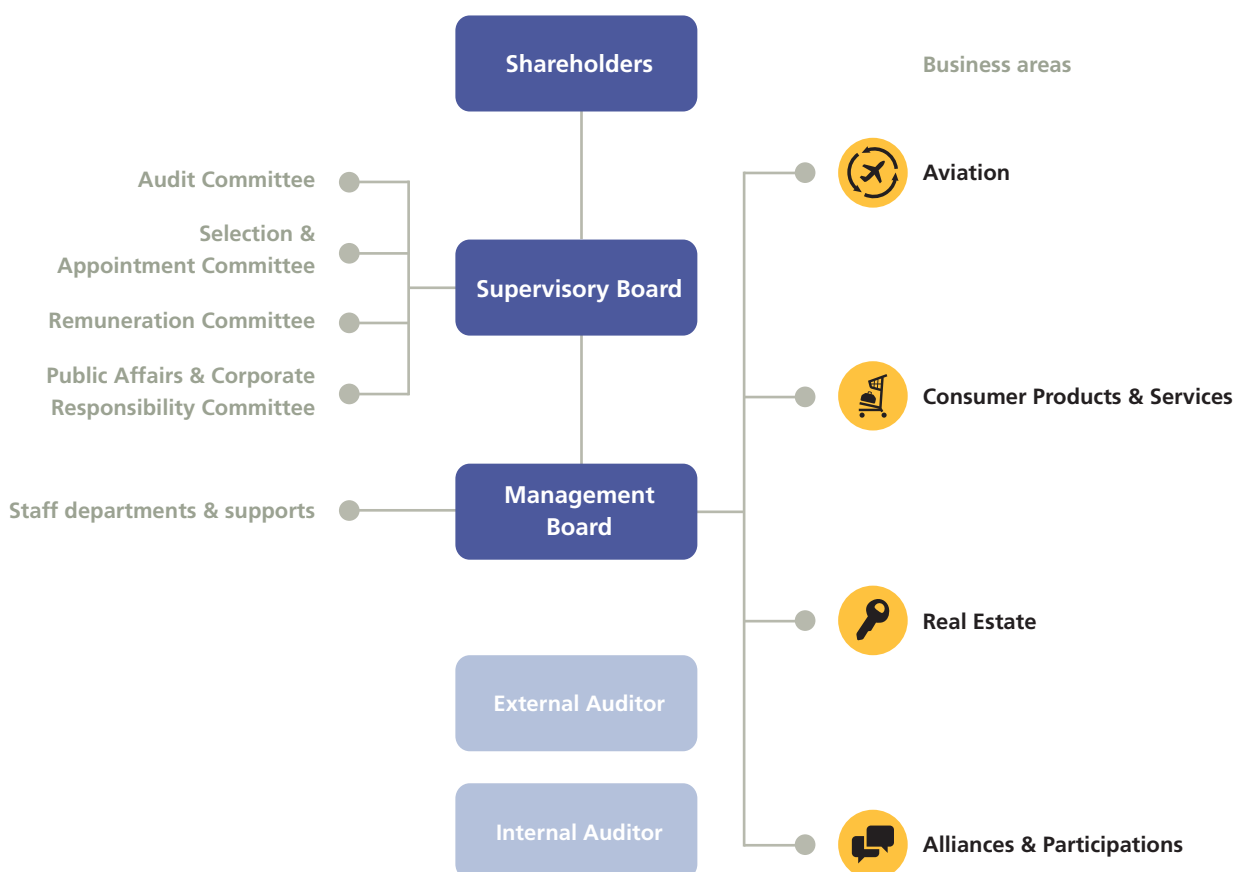 Shareholders
Business areas
Audit Committee
Selection &
Appointment Committee
Remuneration Committee
Public Affairs & Corporate
Responsibility Committee
Staff departments & supports
Supervisory Board
Management
Board
External Auditor
Internal Auditor
Aviation
Consumer Products & Services
Real Estate
Alliances & Participations